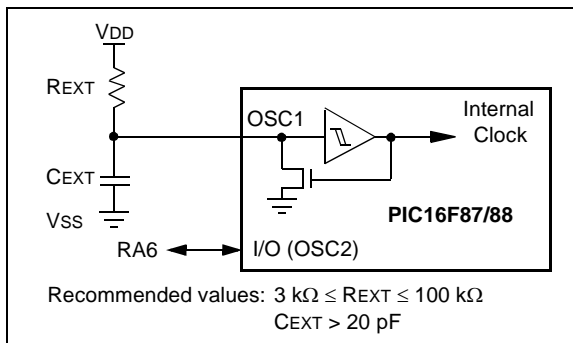 VDD
REXT
OSC1
Internal
Clock
CEXT
PIC16F87/88
VSS
RA6
I/O (OSC2)
Recommended values: 3 kΩ ≤ REXT ≤ 100 kΩ
CEXT > 20 pF